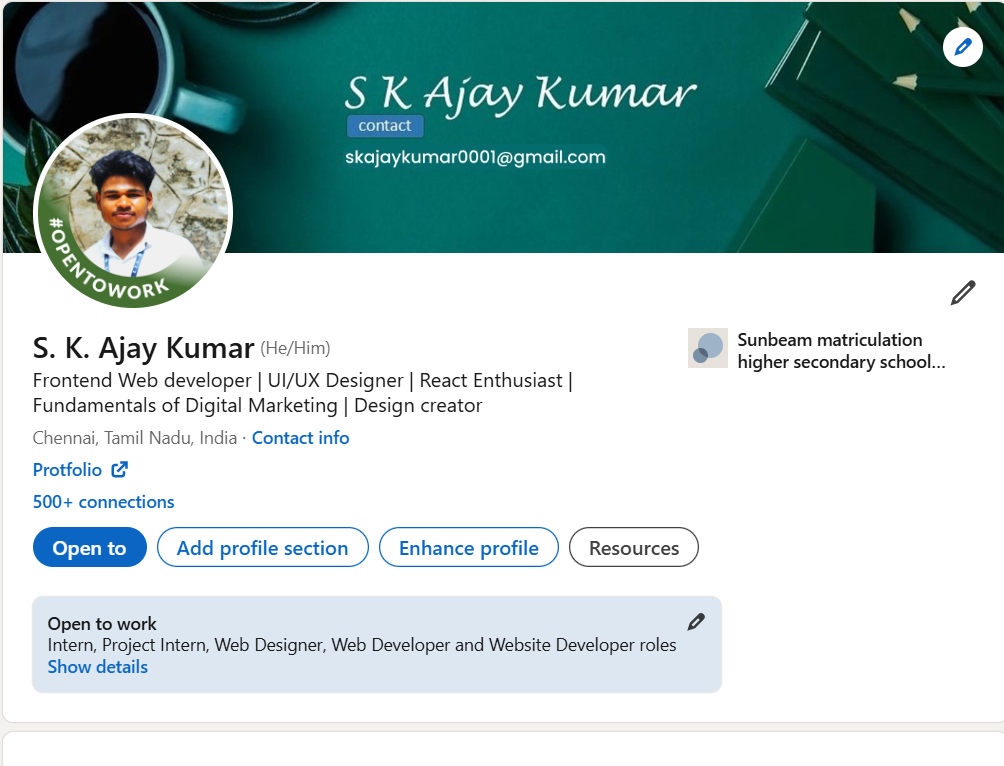 S K Ajay Kumar
contact
skajaykumar0001@gmail.com
#OPENTOWORK
S. K. Ajay Kumar (He/Him)
Frontend Web developer | UI/UX Designer | React Enthusiast |
Fundamentals of Digital Marketing | Design creator
Chennai, Tamil Nadu, India · Contact info
Protfolio
500+ connections
Sunbeam matriculation
higher secondary school...
Open to
Add profile section
Enhance profile
Resources
Open to work
Intern, Project Intern, Web Designer, Web Developer and Website Developer roles
Show details